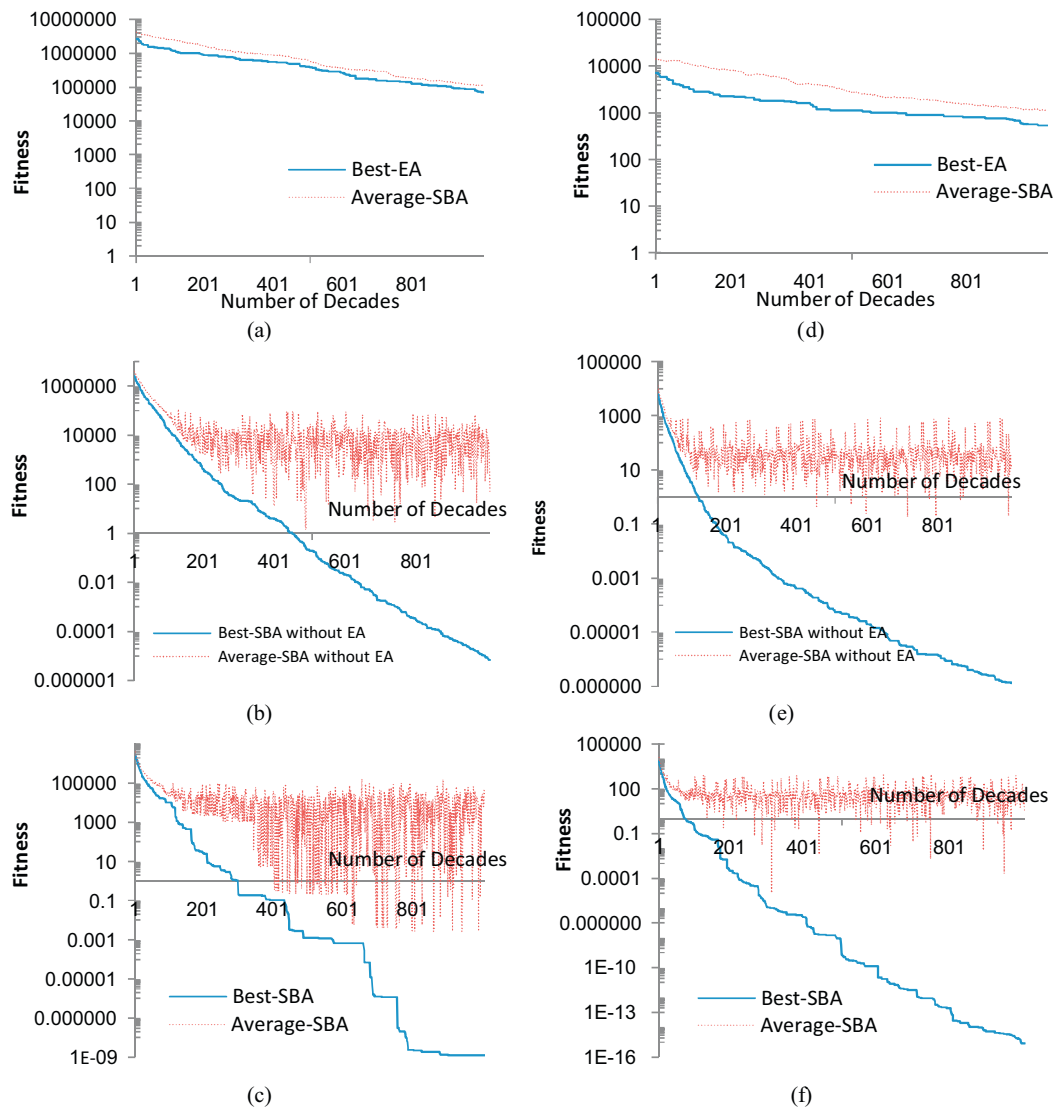 10000000
1000000
100000
10000
1000
100
10
1
Fitness
Best-EA
Average-SBA
1 201 401 601 801
Number of Decades
(a)
100000
10000
1000
100
10
1
Fitness
Best-EA
Average-SBA
1 201 401 601 801
Number of Decades
(d)
1000000
10000
100
1
0.01
0.0001
0.000001
Fitness
Number of Decades
1 201 401 601 801
Best-SBA without EA
Average-SBA without EA
(b)
100000
1000
10
0.1
0.001
0.00001
0.000000
Fitness
Number of Decades
1 201 401 601 801
Best-SBA without EA
Average-SBA without EA
(e)
100000
1000
10
0.1
0.001
0.00001
0.000000
1E-09
Fitness
Number of Decades
1 201 401 601 801
Best-SBA
Average-SBA
(c)
100000
100
0.1
0.0001
0.000000
1E-10
1E-13
1E-16
Fitness
Number of Decades
1 201 401 601 801
Best-SBA
Average-SBA
(f)